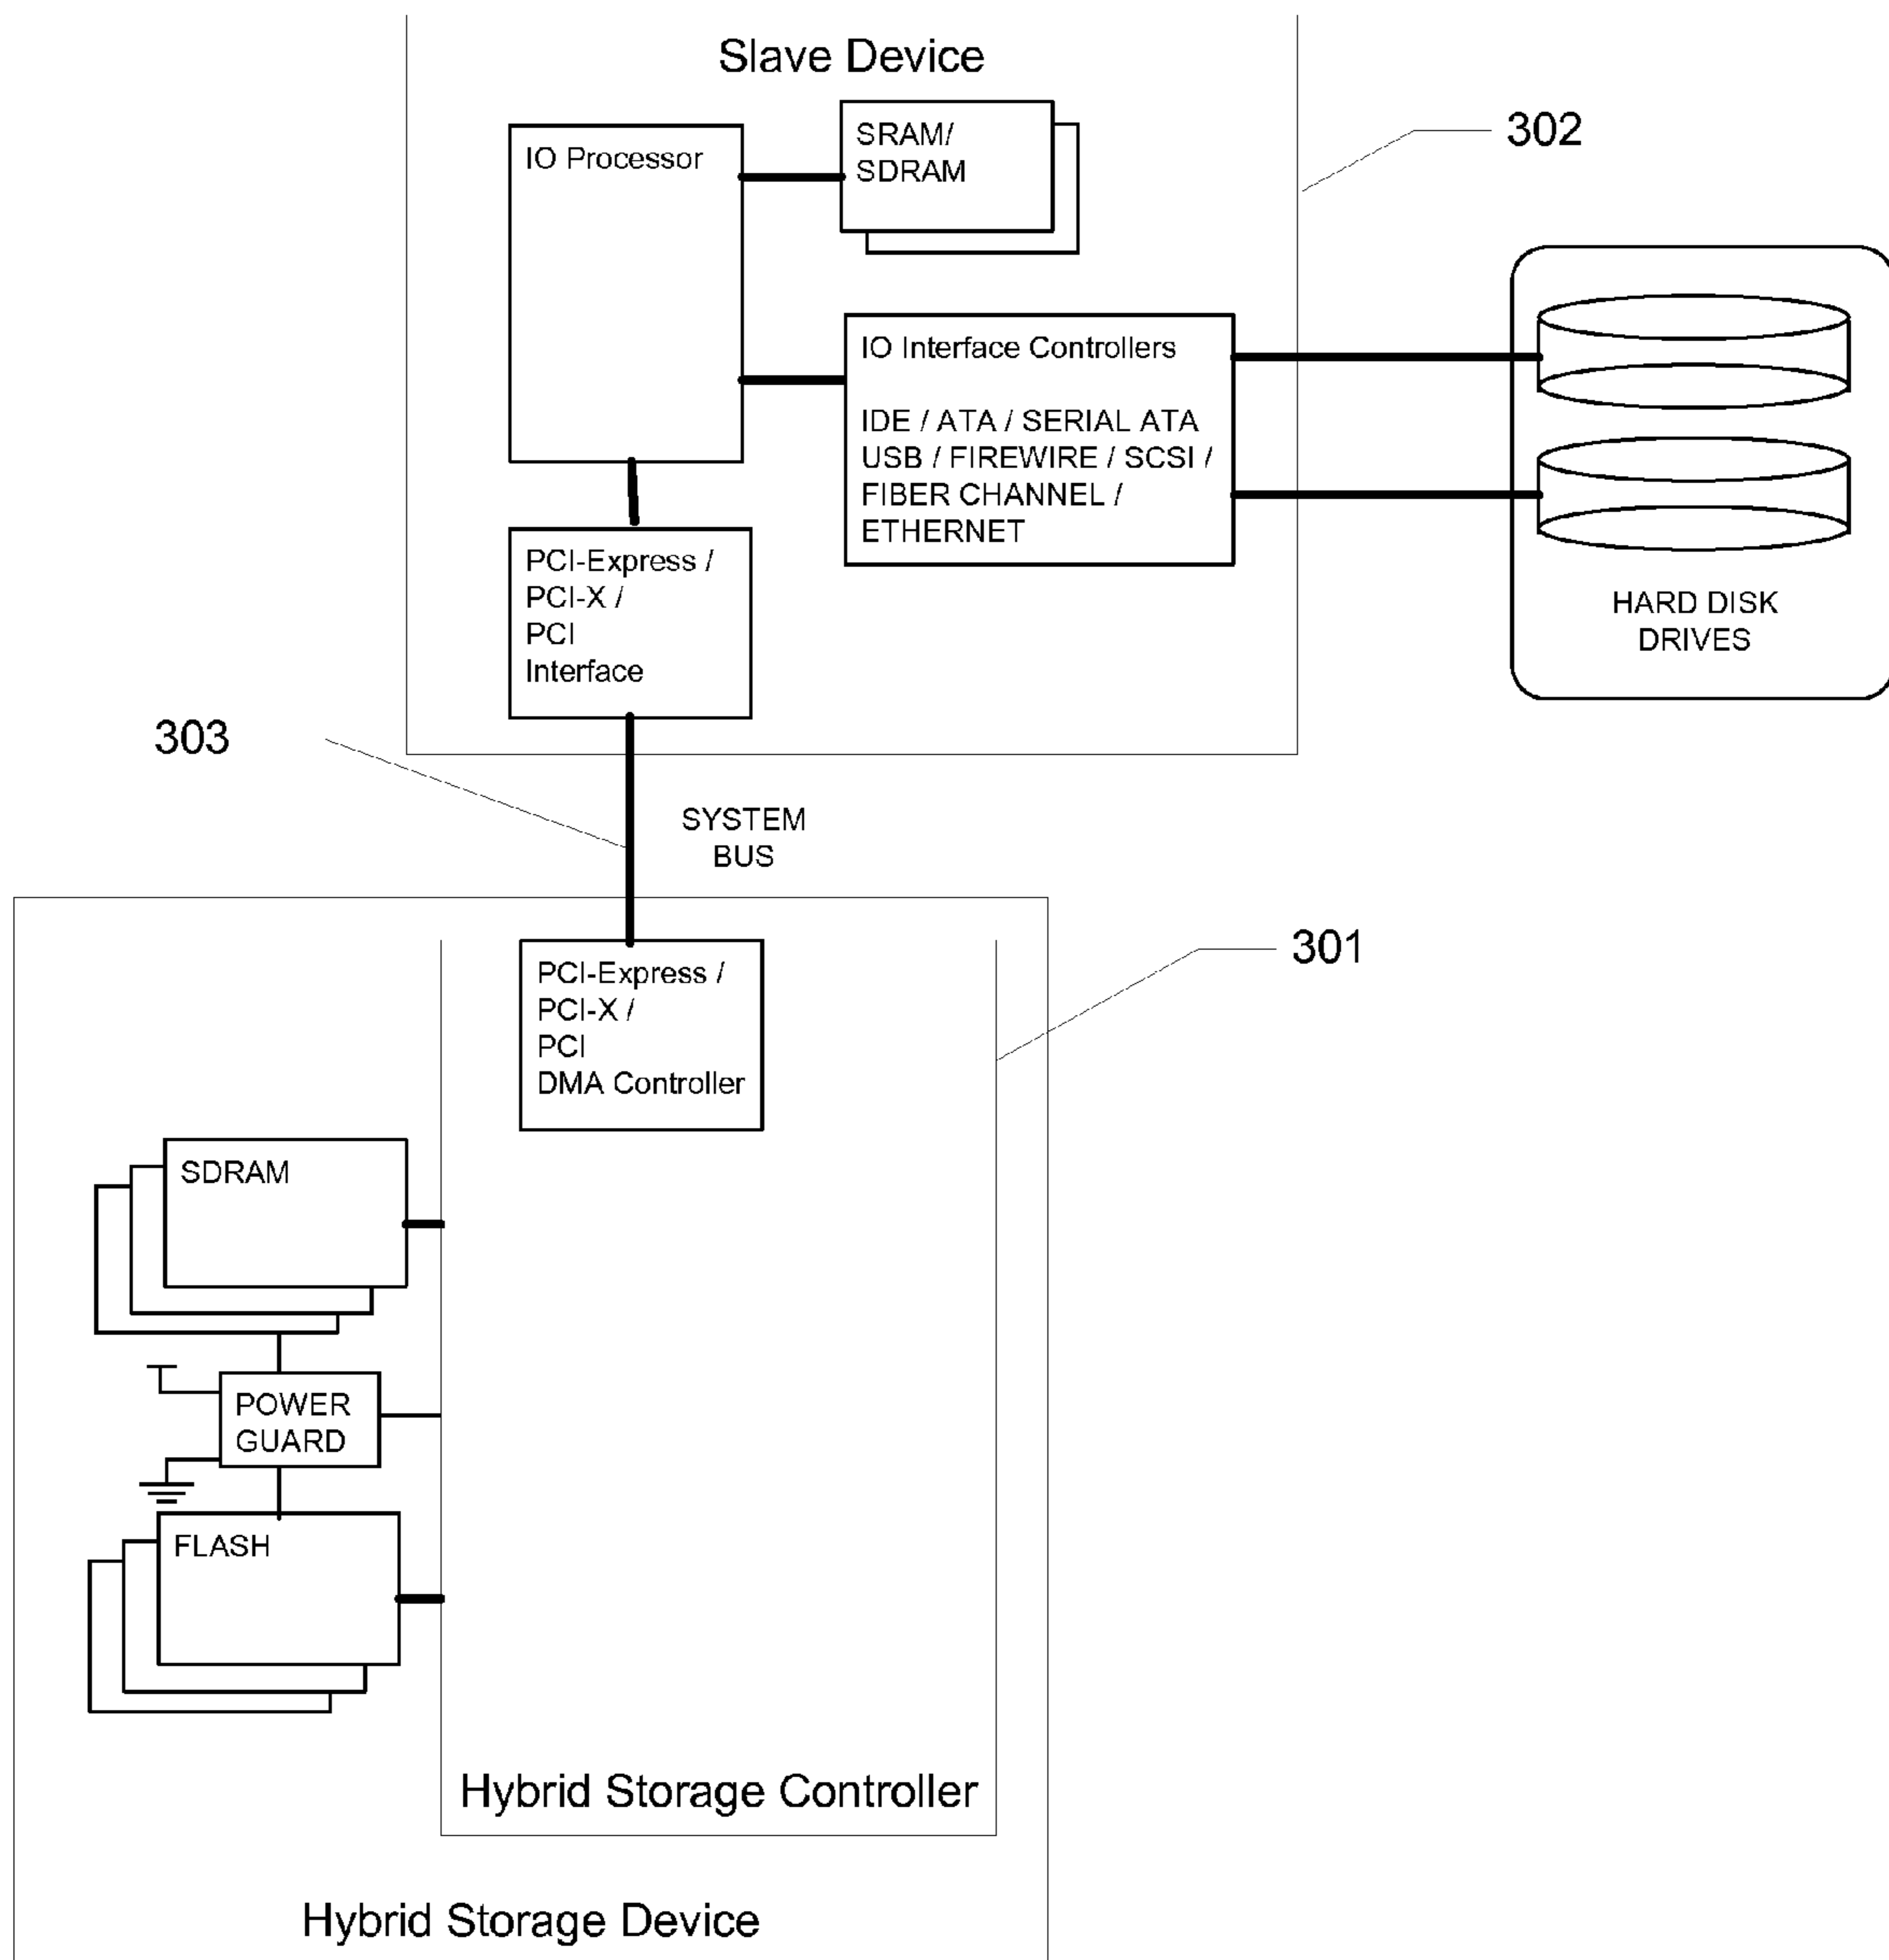 Slave Device
IO Processor
SRAM/
SDRAM
302
IO Interface Controllers
IDE / ATA / SERIAL ATA
USB / FIREWIRE / SCSI /
FIBER CHANNEL /
ETHERNET
HARD DISK
DRIVES
PCI-Express /
PCI-X /
PCI
Interface
303
SYSTEM
BUS
301
PCI-Express /
PCI-X /
PCI
DMA Controller
SDRAM
POWER
GUARD
FLASH
Hybrid Storage Controller
Hybrid Storage Device